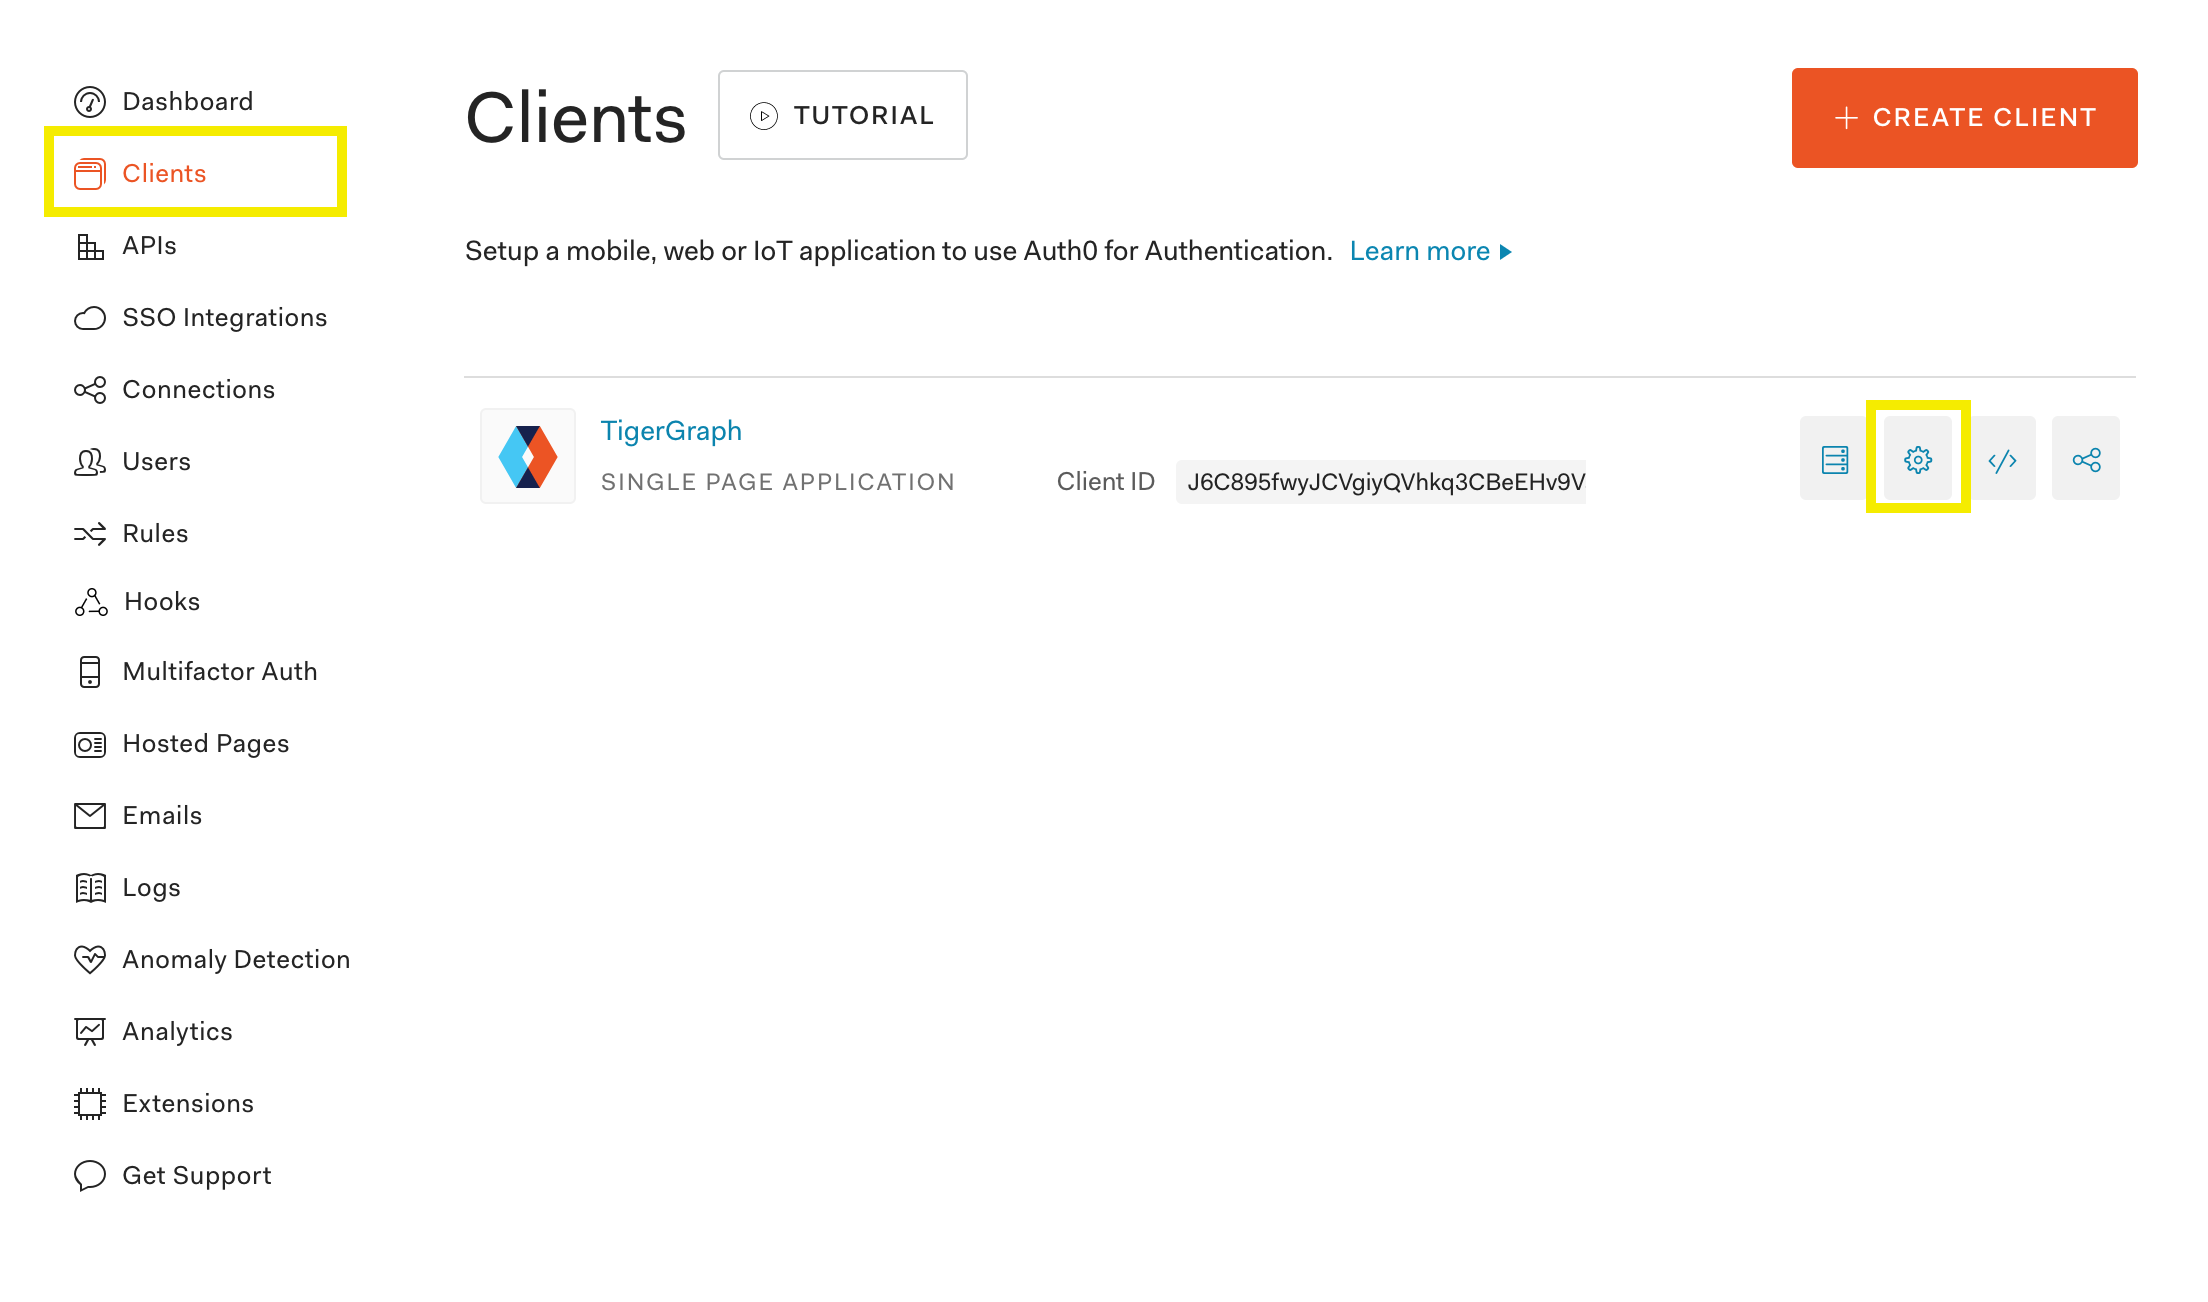 Dashboard
Clients
APIs
SSO Integrations
Connections
Users
Rules
Hooks
Multifactor Auth
Hosted Pages
Emails
Logs
Anomaly Detection
Analytics
Extensions
Get Support
Clients
TUTORIAL
+ CREATE CLIENT
Setup a mobile, web or IoT application to use Auth0 for Authentication. Learn more
TigerGraph
SINGLE PAGE APPLICATION
Client ID J6C895fwyJCVgiyQVhkq3CBeEHv9V